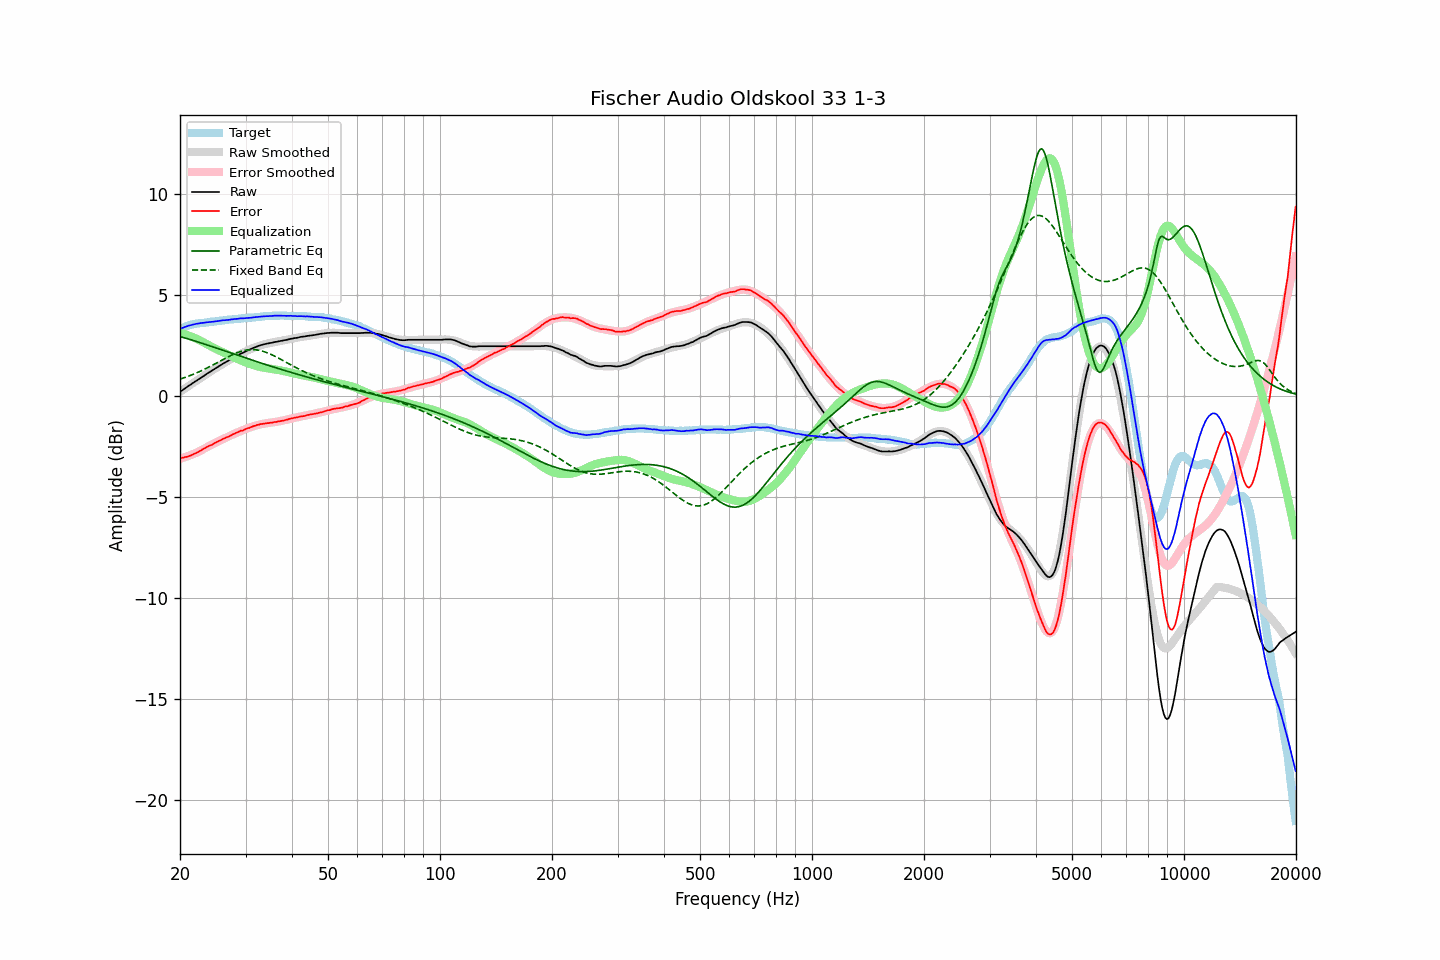 Fischer Audio Oldskool 33 1-3
Target
Raw Smoothed
Error Smoothed
Raw
Error
Equalization
Parametric Eq
Fixed Band Eq
Equalized
10
5
0
−5
−10
−15
−20
Amplitude (dBr)
20
50
100
200
500
1000
2000
5000
10000
20000
Frequency (Hz)